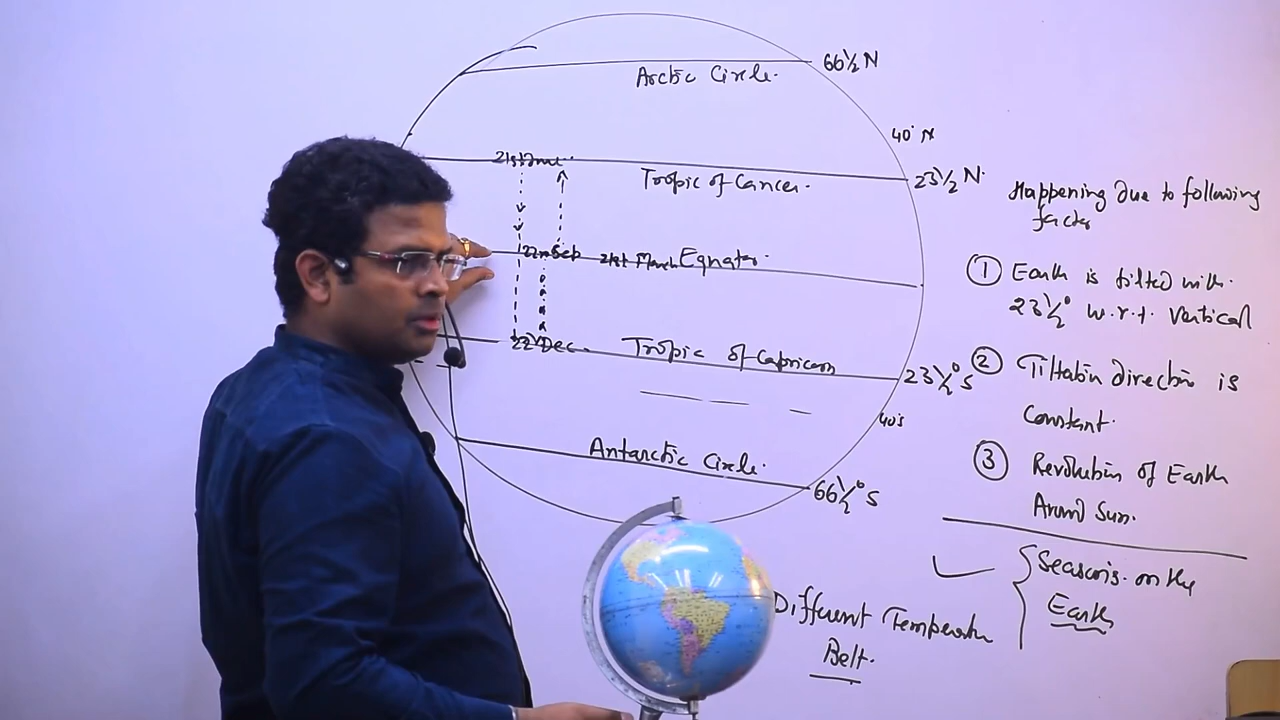 66½ N
Arctic Circle.
40° N
21st June.
23½ N.
Tropic of Cancer.
22nd Sep 21st March Equator.
22 Dec. Tropic of Capricorn
23½° S
40°S
Antarctic Circle.
66½° S
Happening Due to following
factor
① Earth is tilted with
23½° w.r.t. vertical
② direction is
Constant.
③ Revolution of Earth
Around Sun.
Seasons on the
Earth
Different Temperature
Belt.